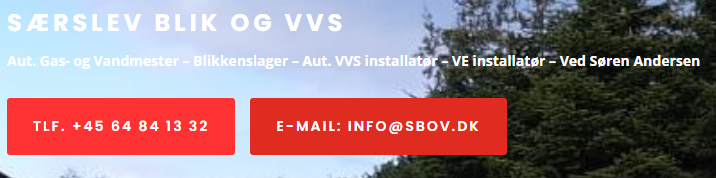 SÆRSLEV BLIK OG VVS
Aut. Gas- og Vandmester – Blikkenslager – Aut. VVS installatør – VE installatør – Ved Søren Andersen
TLF. +45 64 84 13 32
E-MAIL: INFO@SBOV.DK